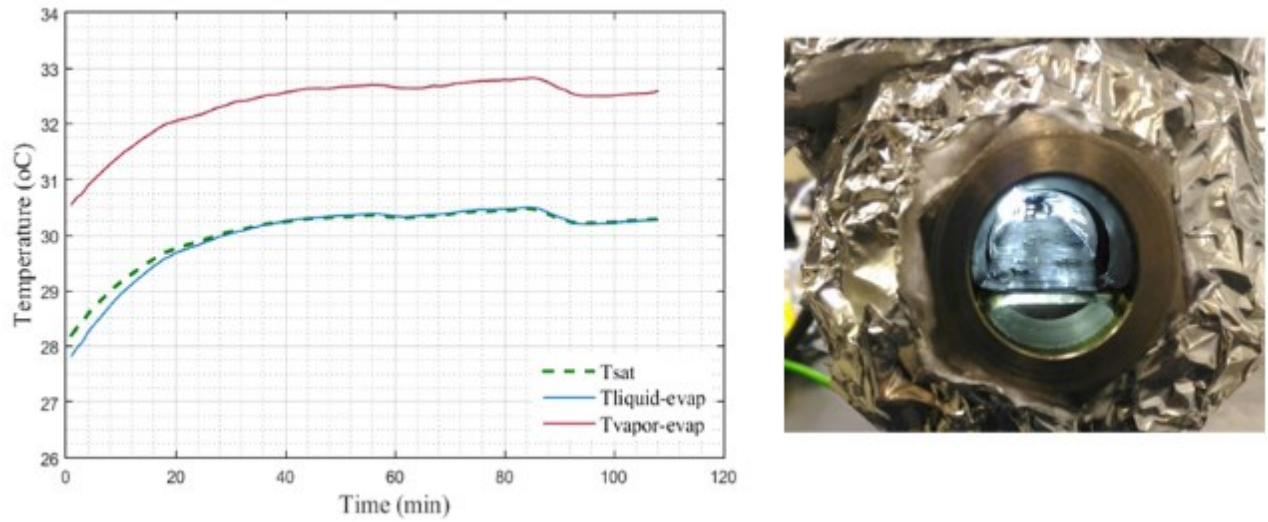 34
33
32
31
30
29
28
27
26
Temperature (oC)
Tsat
Tliquid-evap
Tvapor-evap
0 20 40 60 80 100 120
Time (min)